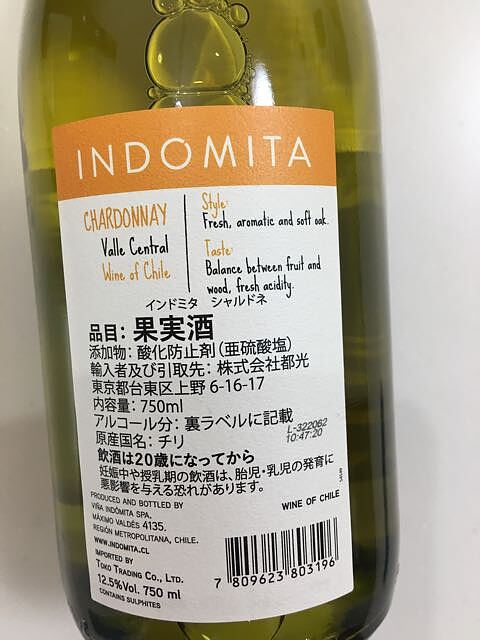 INDOMITA
CHARDONNAY
Valle Central
Wine of Chile
Style:
Fresh, aromatic and soft oak.
Taste:
Balance between fruit and
wood, fresh acidity.
インドミタ シャルドネ
品目：果実酒
添加物：酸化防止剤（亜硫酸塩）
輸入者及び引取先：株式会社都光
東京都台東区上野 6-16-17
内容量：750ml
アルコール分：裏ラベルに記載
原産国名：チリ
L-322062
10:47:20
飲酒は20歳になってから
妊娠中や授乳期の飲酒は、胎児・乳児の発育に
悪影響を与える恐れがあります。
PRODUCED AND BOTTLED BY
VIÑA INDÓMITA SPA.
MÁXIMO VALDÉS 4135.
REGIÓN METROPOLITANA, CHILE.
WWW.INDOMITA.CL
IMPORTED BY
TOKO TRADING CO., LTD.
12.5%Vol. 750 ml
CONTAINS SULPHITES
WINE OF CHILE
7 809623 803196